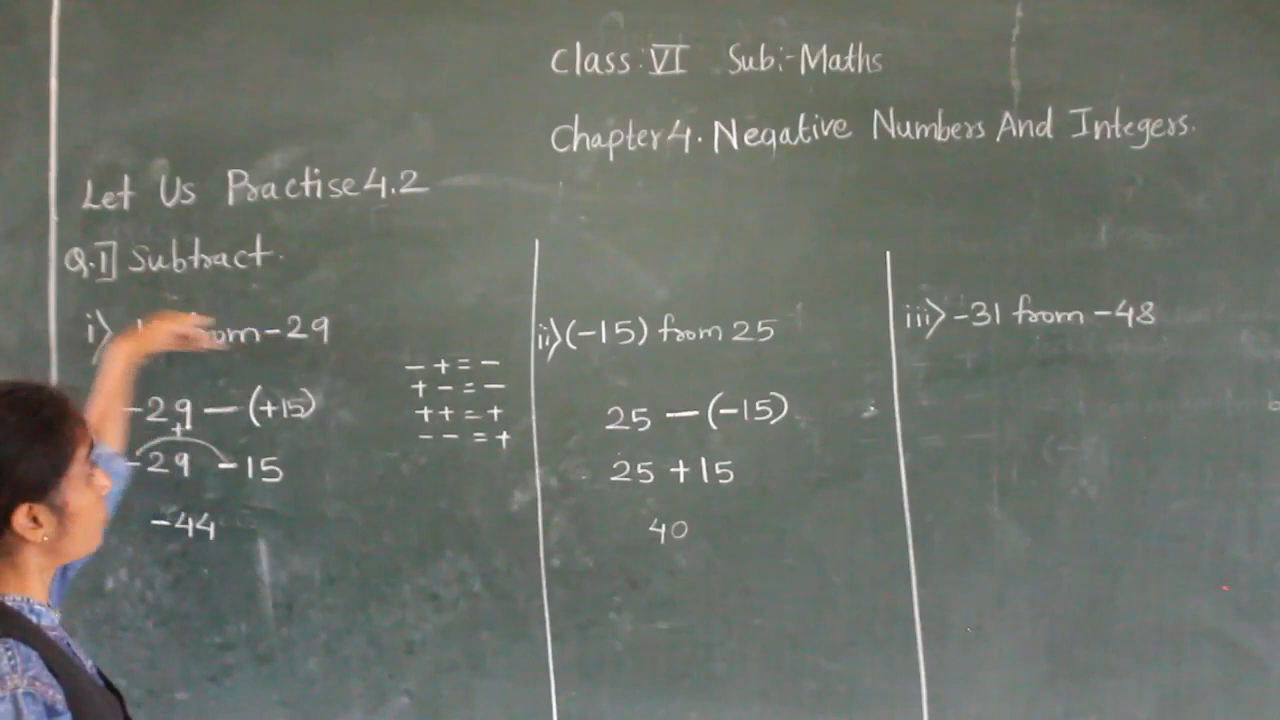 Class :VI Sub:-Maths
Chapter 4. Negative Numbers And Integers.
Let Us Practise 4.2
Q.1] Subtract.
i) from -29
-29 - (+15)
+
-29 - 15
-44
- + = -
+ - = -
+ + = +
- - = +
ii) (-15) from 25
25 - (-15)
25 + 15
40
iii) -31 from -48